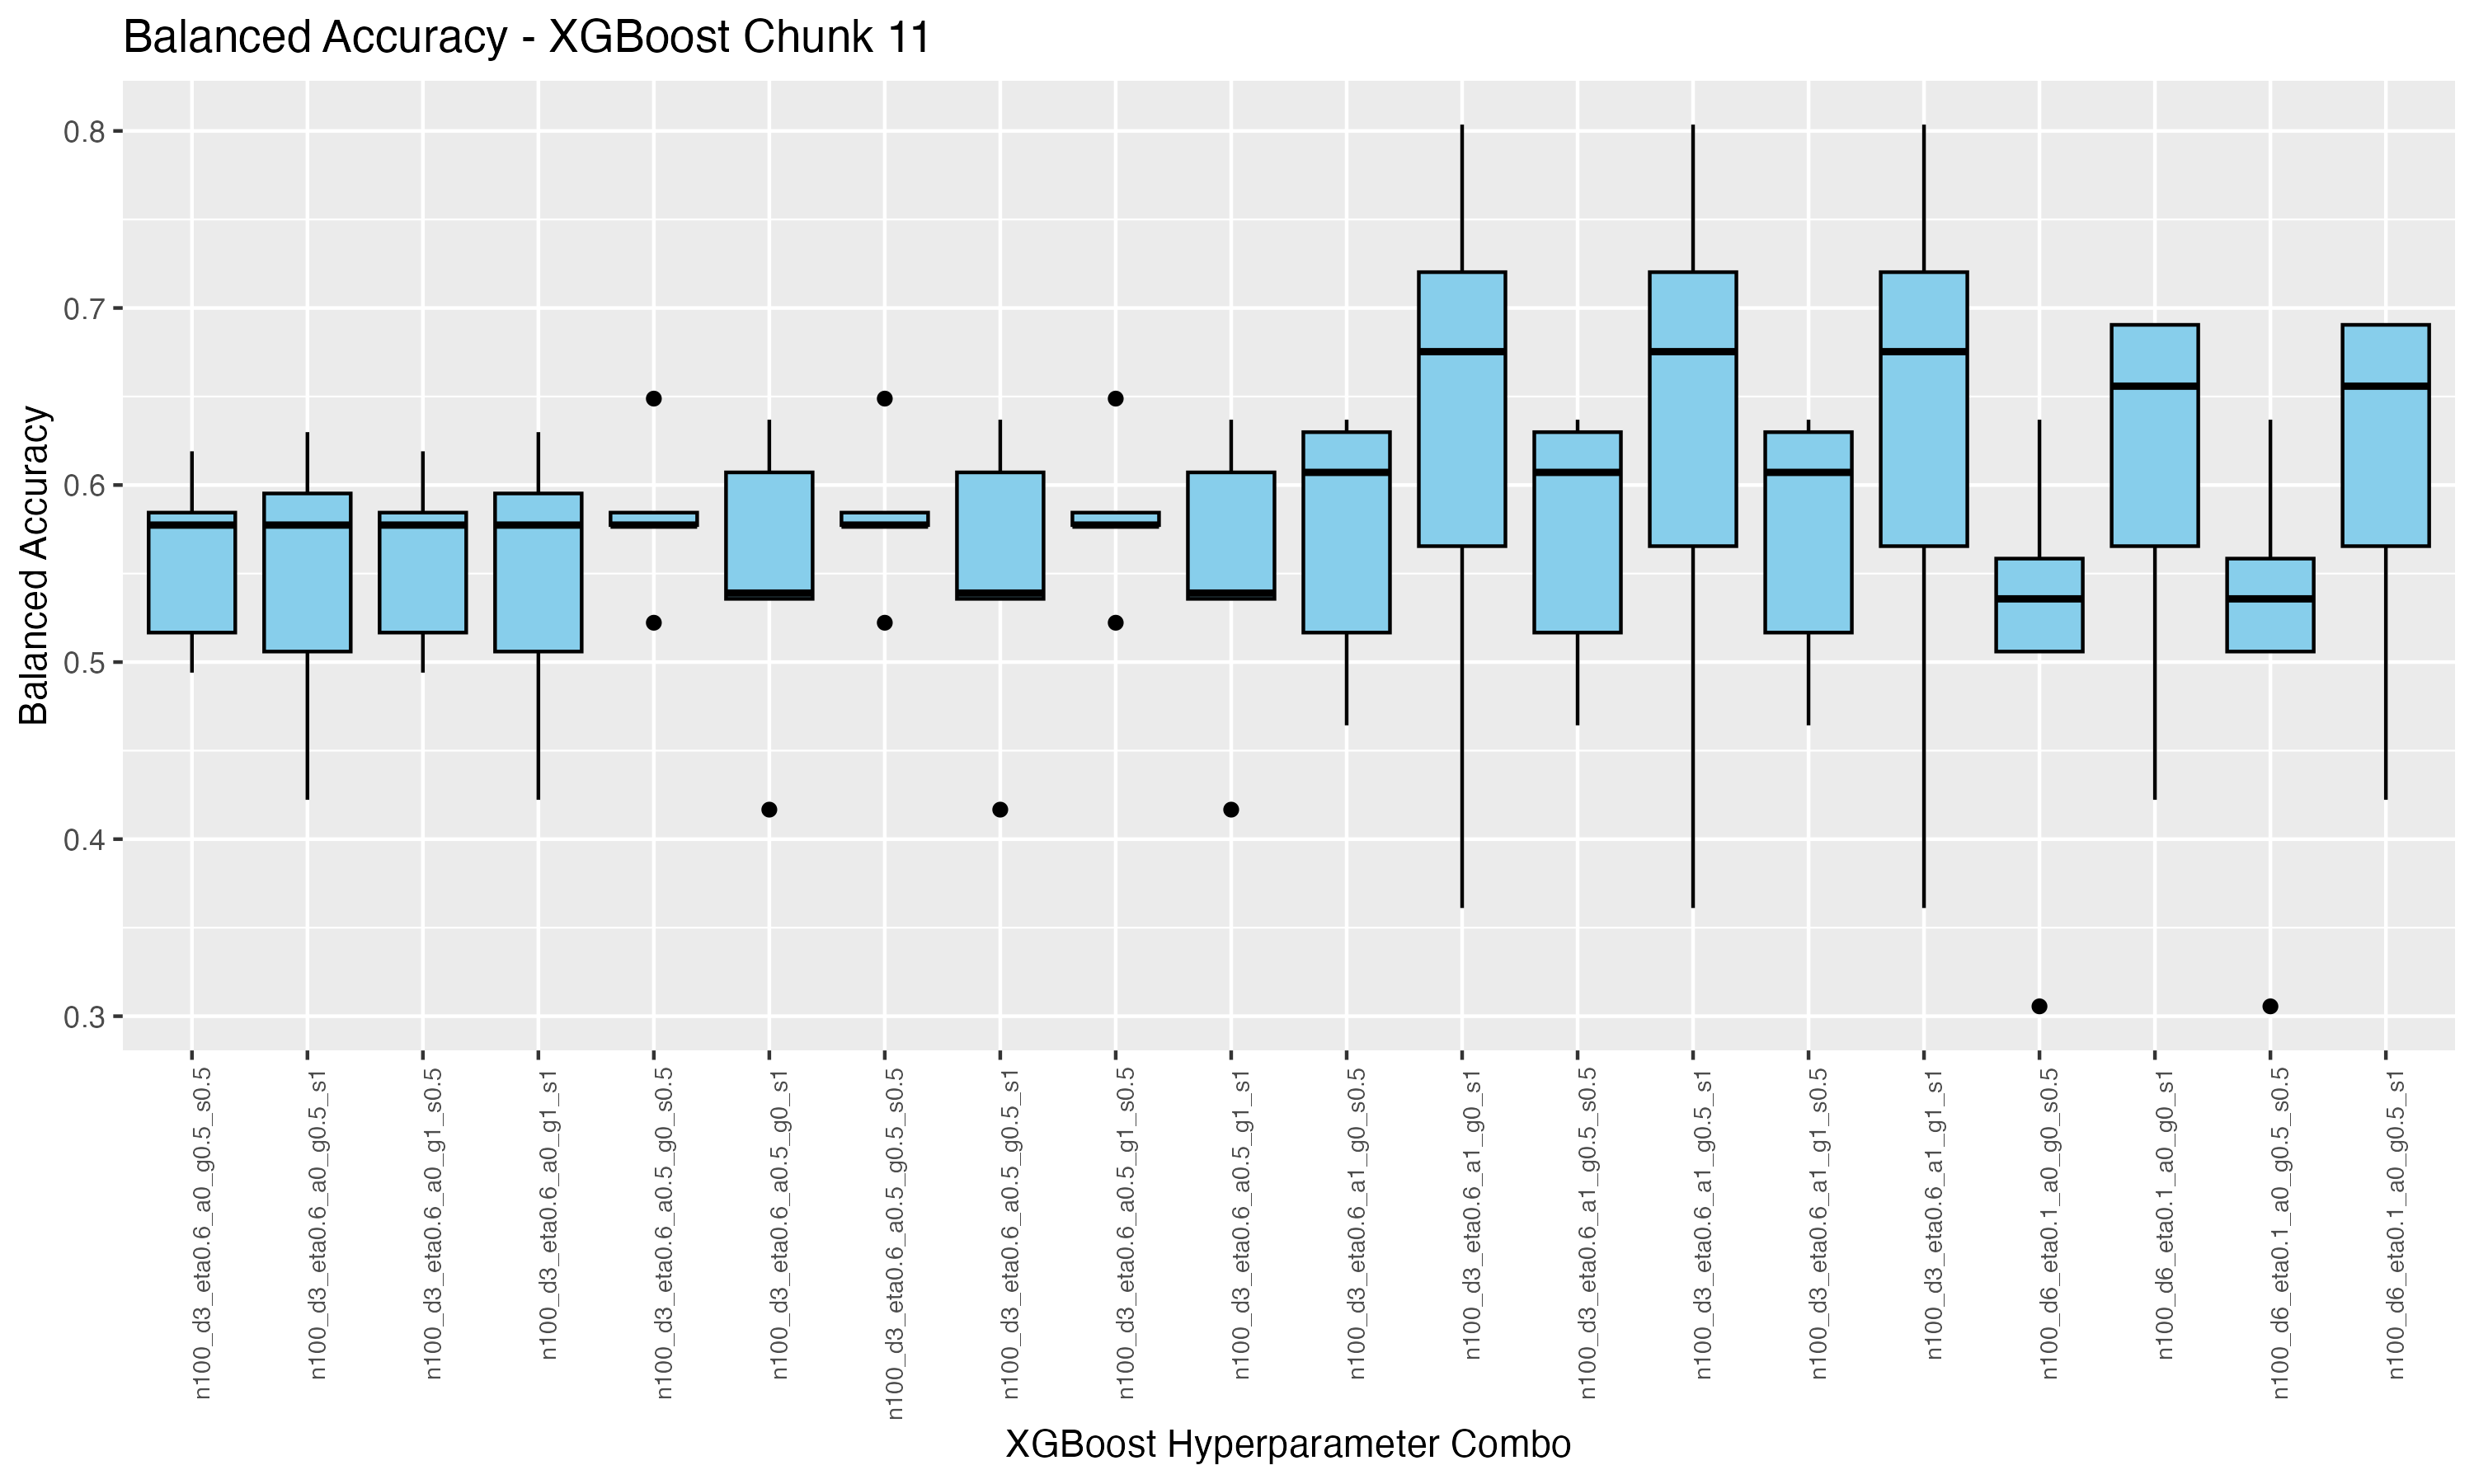 Balanced Accuracy - XGBoost Chunk 11
Balanced Accuracy
0.8
0.7
0.6
0.5
0.4
0.3
n100_d3_eta0.6_a0_g0.5_s0.5
n100_d3_eta0.6_a0_g0.5_s1
n100_d3_eta0.6_a0_g1_s0.5
n100_d3_eta0.6_a0_g1_s1
n100_d3_eta0.6_a0.5_g0_s0.5
n100_d3_eta0.6_a0.5_g0_s1
n100_d3_eta0.6_a0.5_g0.5_s0.5
n100_d3_eta0.6_a0.5_g0.5_s1
n100_d3_eta0.6_a0.5_g1_s0.5
n100_d3_eta0.6_a0.5_g1_s1
n100_d3_eta0.6_a1_g0_s0.5
n100_d3_eta0.6_a1_g0_s1
n100_d3_eta0.6_a1_g0.5_s0.5
n100_d3_eta0.6_a1_g0.5_s1
n100_d3_eta0.6_a1_g1_s0.5
n100_d3_eta0.6_a1_g1_s1
n100_d6_eta0.1_a0_g0_s0.5
n100_d6_eta0.1_a0_g0_s1
n100_d6_eta0.1_a0_g0.5_s0.5
n100_d6_eta0.1_a0_g0.5_s1
XGBoost Hyperparameter Combo